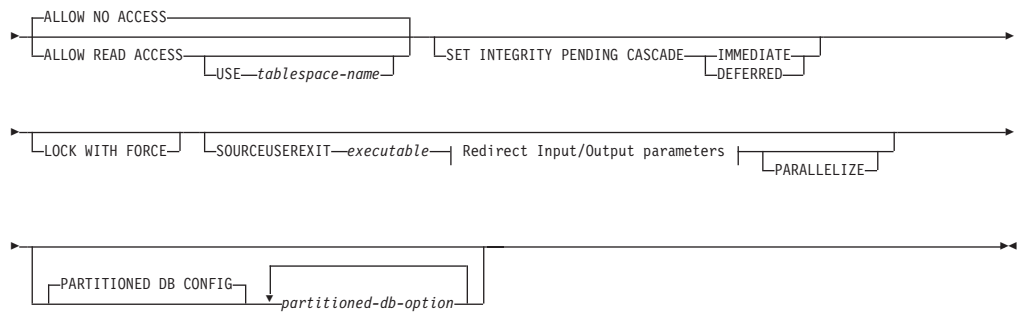 ALLOW NO ACCESS
ALLOW READ ACCESS
USE tablespace-name
SET INTEGRITY PENDING CASCADE IMMEDIATE
DEFERRED
LOCK WITH FORCE
SOURCEUSEREXIT executable Redirect Input/Output parameters
PARALLELIZE
PARTITIONED DB CONFIG
partitioned-db-option